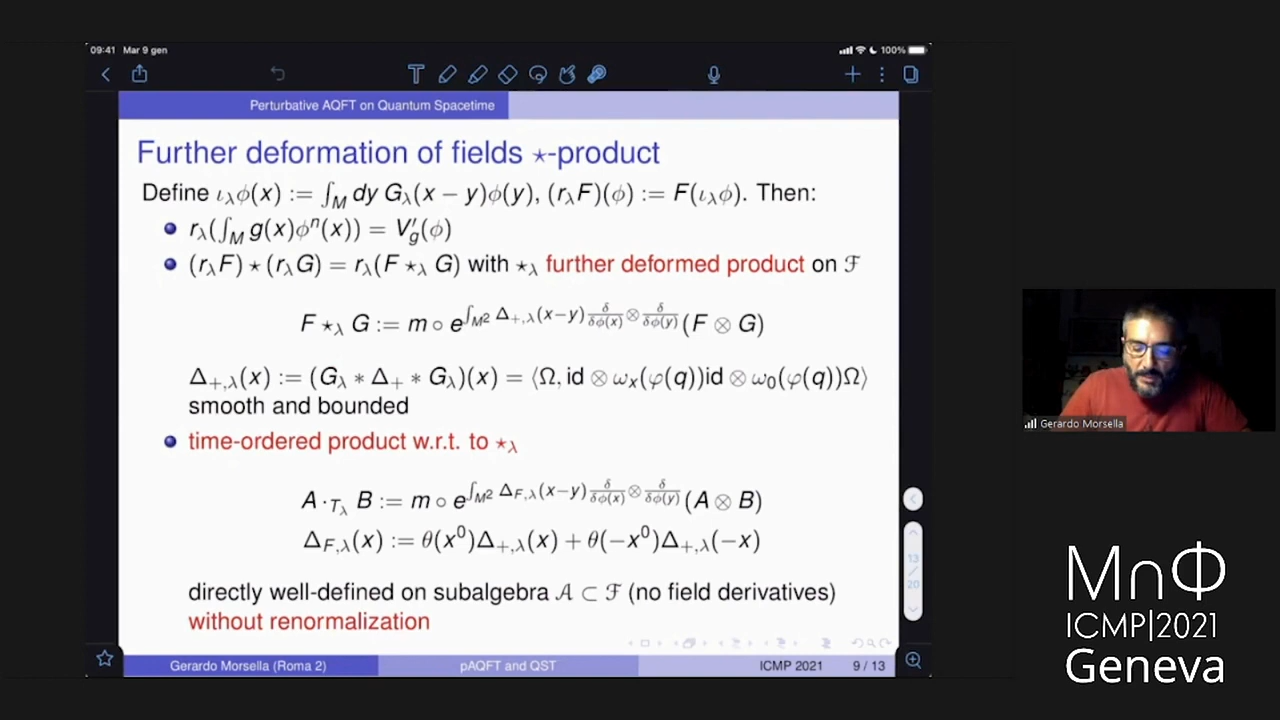 09:41 Mar 9 gen
100%
Perturbative AQFT on Quantum Spacetime
Further deformation of fields ⋆-product
Define ι_λϕ(x) := ∫_M dy G_λ(x − y)ϕ(y), (r_λF)(ϕ) := F(ι_λϕ). Then:
r_λ(∫_M g(x)ϕⁿ(x)) = V′_g(ϕ)
(r_λF) ⋆ (r_λG) = r_λ(F ⋆_λ G) with ⋆_λ further deformed product on ℱ
F ⋆_λ G := m ∘ e^{∫_{M²} Δ_{+,λ}(x−y) δ/δϕ(x) ⊗ δ/δϕ(y)}(F ⊗ G)
Δ_{+,λ}(x) := (G_λ ∗ Δ_+ ∗ G_λ)(x) = ⟨Ω, id ⊗ ω_x(φ(q))id ⊗ ω_0(φ(q))Ω⟩
smooth and bounded
time-ordered product w.r.t. to ⋆_λ
A ·_{T_λ} B := m ∘ e^{∫_{M²} Δ_{F,λ}(x−y) δ/δϕ(x) ⊗ δ/δϕ(y)}(A ⊗ B)
Δ_{F,λ}(x) := θ(x⁰)Δ_{+,λ}(x) + θ(−x⁰)Δ_{+,λ}(−x)
directly well-defined on subalgebra 𝒜 ⊂ ℱ (no field derivatives)
without renormalization
13
/
20
Gerardo Morsella (Roma 2)
pAQFT and QST
ICMP 2021
9 / 13
Gerardo Morsella
M∩Φ
ICMP|2021
Geneva